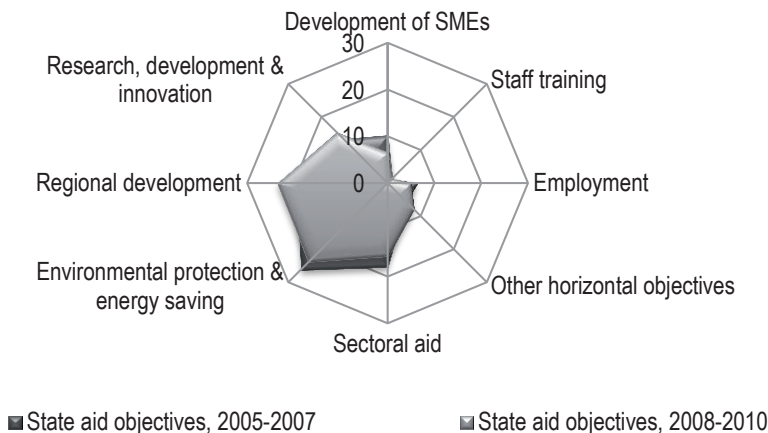 Development of SMEs
30
Research, development &
innovation
Staff training
20
10
Regional development
0
Employment
Environmental protection &
energy saving
Other horizontal objectives
Sectoral aid
State aid objectives, 2005-2007
State aid objectives, 2008-2010